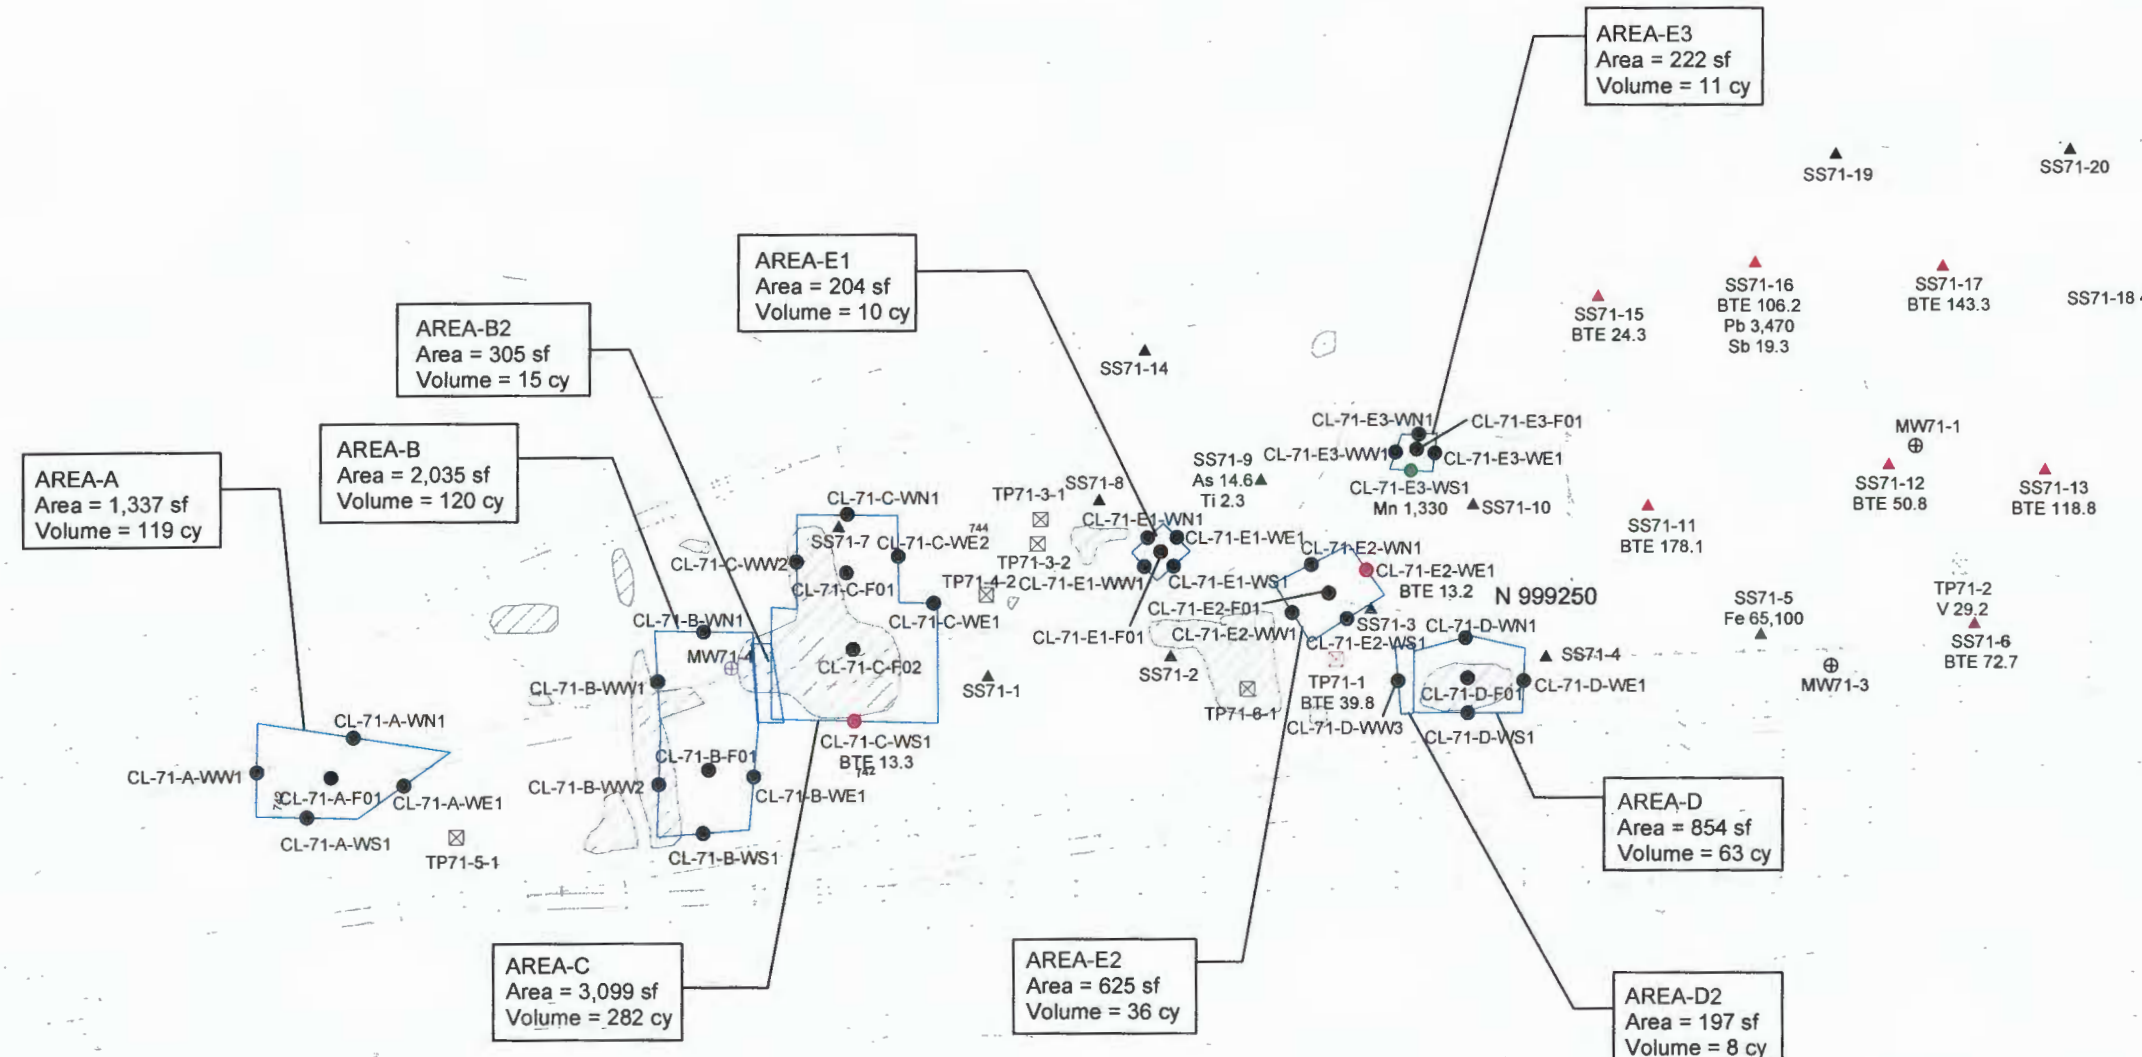 AREA-E3
Area = 222 sf
Volume = 11 cy
SS71-19
SS71-20
AREA-E1
Area = 204 sf
Volume = 10 cy
SS71-16
BTE 106.2
Pb 3,470
Sb 19.3
SS71-17
BTE 143.3
SS71-18
SS71-15
BTE 24.3
AREA-B2
Area = 305 sf
Volume = 15 cy
SS71-14
AREA-B
Area = 2,035 sf
Volume = 120 cy
AREA-A
Area = 1,337 sf
Volume = 119 cy
CL-71-E3-WN1
CL-71-E3-F01
CL-71-E3-WW1
CL-71-E3-WE1
CL-71-E3-WS1
Mn 1,330
SS71-10
MW71-1
SS71-12
BTE 50.8
SS71-13
BTE 118.8
SS71-11
BTE 178.1
SS71-9
As 14.6
Ti 2.3
SS71-8
TP71-3-1
TP71-3-2
TP71-4-2
CL-71-C-WN1
744
SS71-7
CL-71-C-WE2
CL-71-C-WW2
CL-71-C-F01
CL-71-C-WE1
CL-71-C-F02
CL-71-E1-WN1
CL-71-E1-WE1
CL-71-E1-WW1
CL-71-E1-WS1
CL-71-E1-F01
CL-71-E2-WN1
CL-71-E2-WE1
BTE 13.2
CL-71-E2-F01
CL-71-E2-WW1
SS71-3
CL-71-E2-WS1
N 999250
CL-71-D-WN1
SS71-5
Fe 65,100
TP71-2
V 29.2
SS71-6
BTE 72.7
MW71-3
SS71-4
CL-71-D-F01
CL-71-D-WE1
CL-71-D-WW3
CL-71-D-WS1
TP71-1
BTE 39.8
TP71-6-1
SS71-2
SS71-1
CL-71-B-WN1
MW71-4
CL-71-B-WW1
CL-71-B-F01
CL-71-B-WW2
CL-71-B-WE1
CL-71-B-WS1
CL-71-C-WS1
BTE 13.3
742
CL-71-A-WN1
CL-71-A-WW1
CL-71-A-F01
CL-71-A-WE1
CL-71-A-WS1
TP71-5-1
AREA-D
Area = 854 sf
Volume = 63 cy
AREA-C
Area = 3,099 sf
Volume = 282 cy
AREA-E2
Area = 625 sf
Volume = 36 cy
AREA-D2
Area = 197 sf
Volume = 8 cy